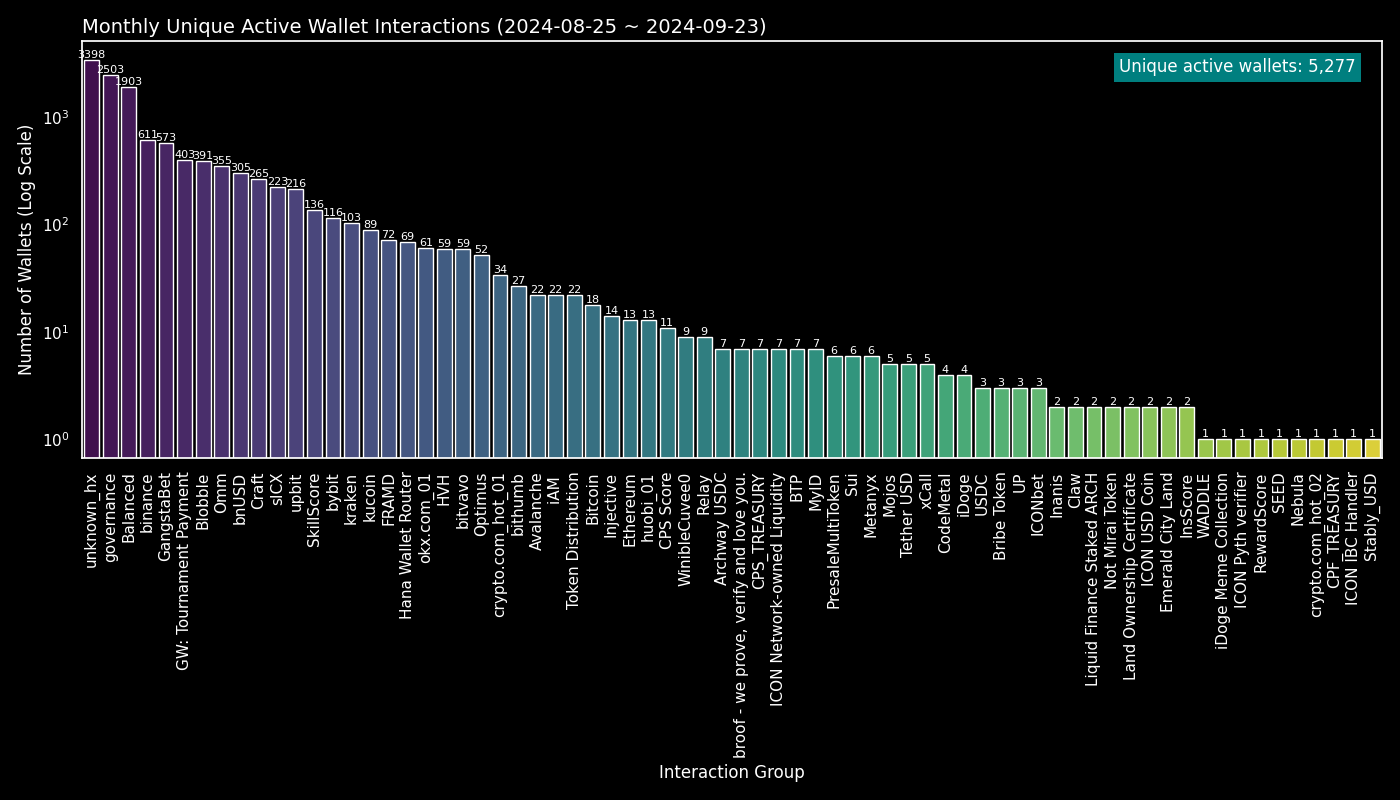 Monthly Unique Active Wallet Interactions (2024-08-25 ~ 2024-09-23)
Unique active wallets: 5,277
Number of Wallets (Log Scale)
10³
10²
10¹
10⁰
3398
2503
1903
611
573
403
391
355
305
265
223
216
136
116
103
89
72
69
61
59
59
52
34
27
22
22
22
18
14
13
13
11
9
9
7
7
7
7
7
7
6
6
6
5
5
5
4
4
3
3
3
3
2
2
2
2
2
2
2
2
1
1
1
1
1
1
1
1
1
1
unknown_hx
governance
Balanced
binance
GangstaBet
GW: Tournament Payment
Blobble
Omm
bnUSD
Craft
sICX
upbit
SkillScore
bybit
kraken
kucoin
FRAMD
Hana Wallet Router
okx.com_01
HVH
bitvavo
Optimus
crypto.com_hot_01
bithumb
Avalanche
iAM
Token Distribution
Bitcoin
Injective
Ethereum
huobi_01
CPS Score
WinbleCuvee0
Relay
Archway USDC
broof - we prove, verify and love you.
CPS_TREASURY
ICON Network-owned Liquidity
BTP
MyID
PresaleMultiToken
Sui
Metanyx
Mojos
Tether USD
xCall
CodeMetal
iDoge
USDC
Bribe Token
UP
ICONbet
Inanis
Claw
Liquid Finance Staked ARCH
Not Mirai Token
Land Ownership Certificate
ICON USD Coin
Emerald City Land
InsScore
WADDLE
iDoge Meme Collection
ICON Pyth verifier
RewardScore
SEED
Nebula
crypto.com_hot_02
CPF_TREASURY
ICON IBC Handler
Stably_USD
Interaction Group